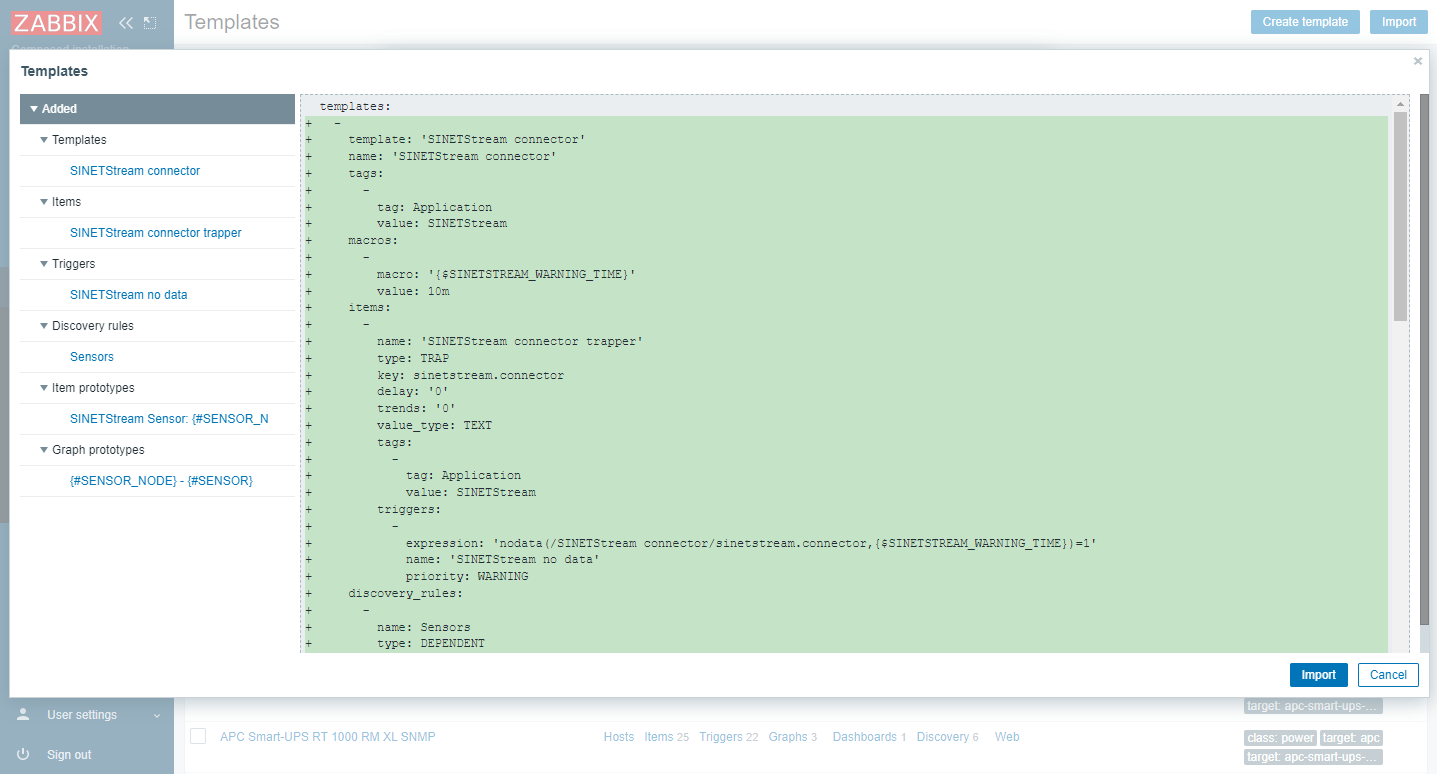 ZABBIX
Templates
Create template
Import
Composed installation
Templates
Added
Templates
SINETStream connector
Items
SINETStream connector trapper
Triggers
SINETStream no data
Discovery rules
Sensors
Item prototypes
SINETStream Sensor: {#SENSOR_N
Graph prototypes
{#SENSOR_NODE} - {#SENSOR}
templates:
+ -
+ template: 'SINETStream connector'
+ name: 'SINETStream connector'
+ tags:
+ -
+ tag: Application
+ value: SINETStream
+ macros:
+ -
+ macro: '{$SINETSTREAM_WARNING_TIME}'
+ value: 10m
+ items:
+ -
+ name: 'SINETStream connector trapper'
+ type: TRAP
+ key: sinetstream.connector
+ delay: '0'
+ trends: '0'
+ value_type: TEXT
+ tags:
+ -
+ tag: Application
+ value: SINETStream
+ triggers:
+ -
+ expression: 'nodata(/SINETStream connector/sinetstream.connector,{$SINETSTREAM_WARNING_TIME})=1'
+ name: 'SINETStream no data'
+ priority: WARNING
+ discovery_rules:
+ -
+ name: Sensors
+ type: DEPENDENT
Import
Cancel
User settings
Sign out
target: apc-smart-ups-...
APC Smart-UPS RT 1000 RM XL SNMP Hosts Items 25 Triggers 22 Graphs 3 Dashboards 1 Discovery 6 Web class: power target: apc
target: apc-smart-ups-...